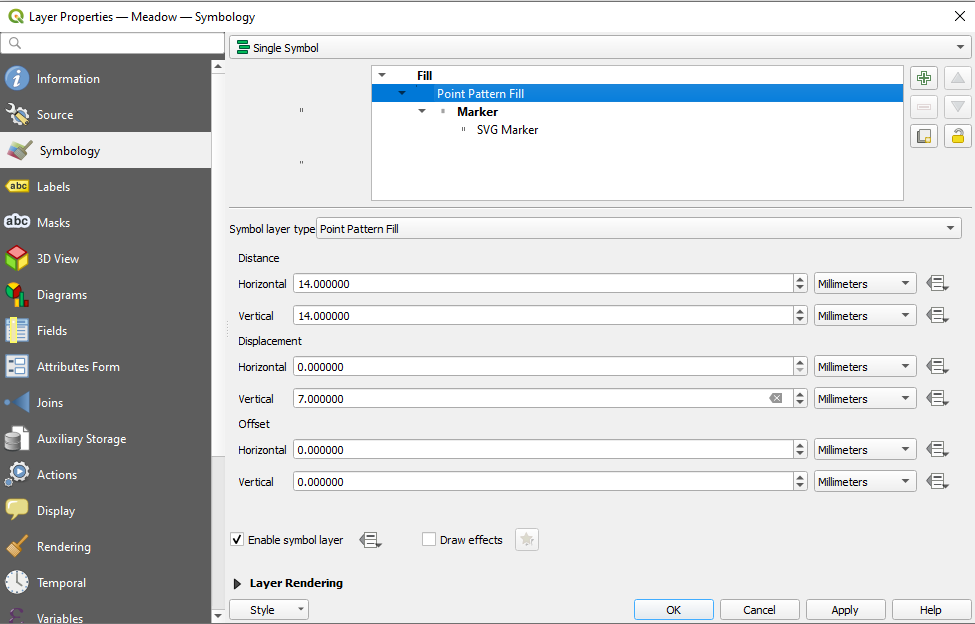 Layer Properties — Meadow — Symbology
Single Symbol
Information
Source
Symbology
abc Labels
abc Masks
3D View
Diagrams
Fields
Attributes Form
Joins
Auxiliary Storage
Actions
Display
Rendering
Temporal
Variables
Fill
Point Pattern Fill
Marker
SVG Marker
Symbol layer type Point Pattern Fill
Distance
Horizontal 14.000000 Millimeters
Vertical 14.000000 Millimeters
Displacement
Horizontal 0.000000 Millimeters
Vertical 7.000000 Millimeters
Offset
Horizontal 0.000000 Millimeters
Vertical 0.000000 Millimeters
Enable symbol layer Draw effects
Layer Rendering
Style OK Cancel Apply Help